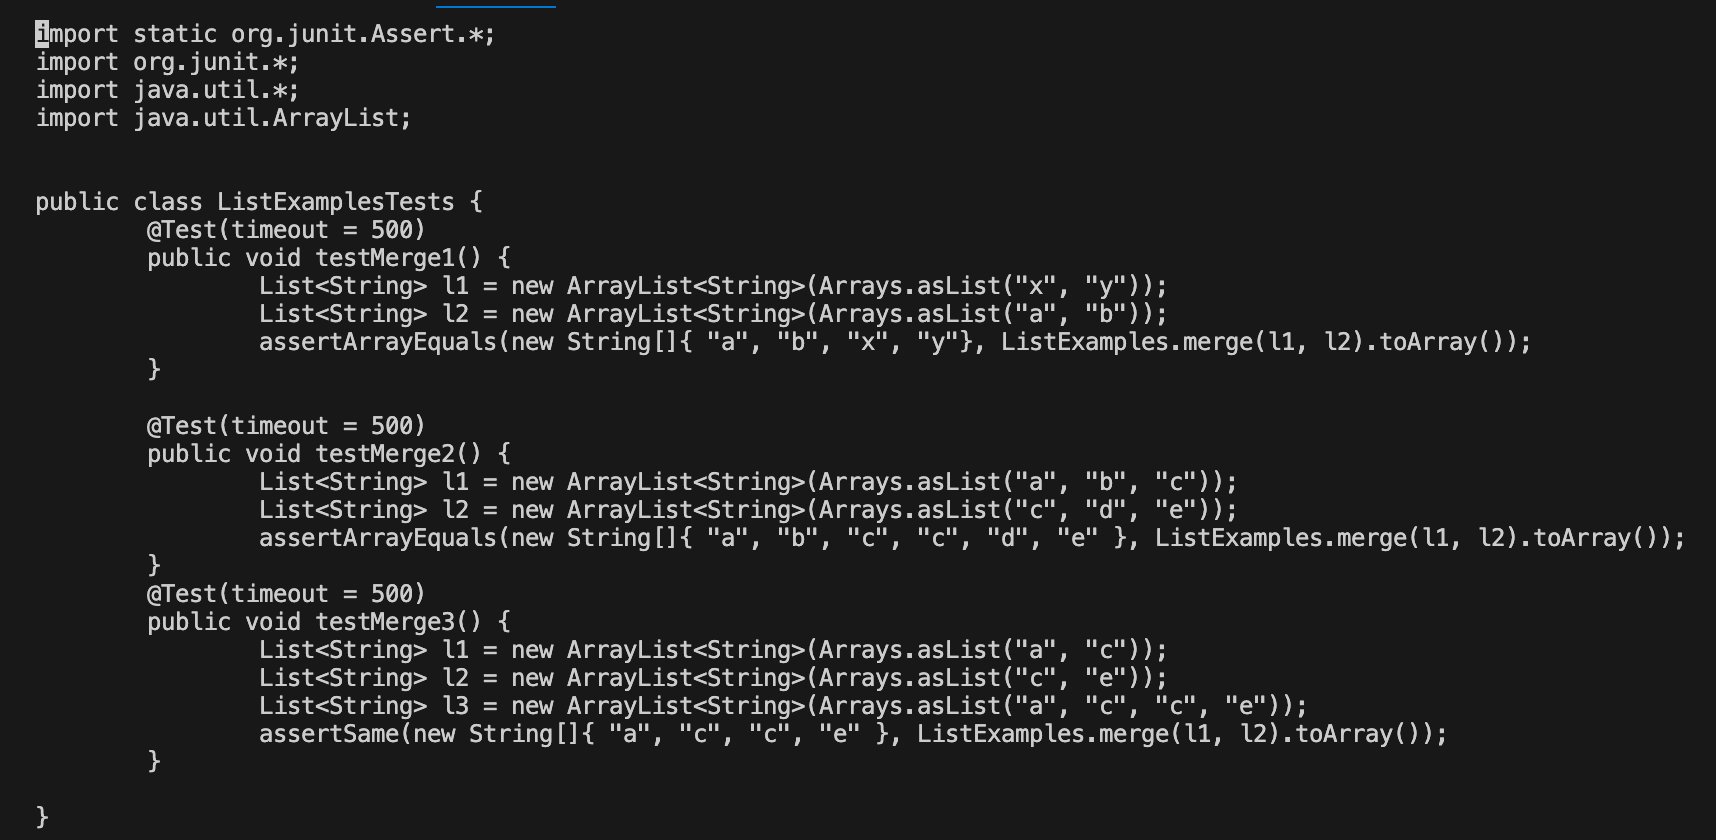 import static org.junit.Assert.*;
import org.junit.*;
import java.util.*;
import java.util.ArrayList;
public class ListExamplesTests {
        @Test(timeout = 500)
        public void testMerge1() {
                List<String> l1 = new ArrayList<String>(Arrays.asList("x", "y"));
                List<String> l2 = new ArrayList<String>(Arrays.asList("a", "b"));
                assertArrayEquals(new String[]{ "a", "b", "x", "y"}, ListExamples.merge(l1, l2).toArray());
        }
        @Test(timeout = 500)
        public void testMerge2() {
                List<String> l1 = new ArrayList<String>(Arrays.asList("a", "b", "c"));
                List<String> l2 = new ArrayList<String>(Arrays.asList("c", "d", "e"));
                assertArrayEquals(new String[]{ "a", "b", "c", "c", "d", "e" }, ListExamples.merge(l1, l2).toArray());
        }
        @Test(timeout = 500)
        public void testMerge3() {
                List<String> l1 = new ArrayList<String>(Arrays.asList("a", "c"));
                List<String> l2 = new ArrayList<String>(Arrays.asList("c", "e"));
                List<String> l3 = new ArrayList<String>(Arrays.asList("a", "c", "c", "e"));
                assertSame(new String[]{ "a", "c", "c", "e" }, ListExamples.merge(l1, l2).toArray());
        }
}